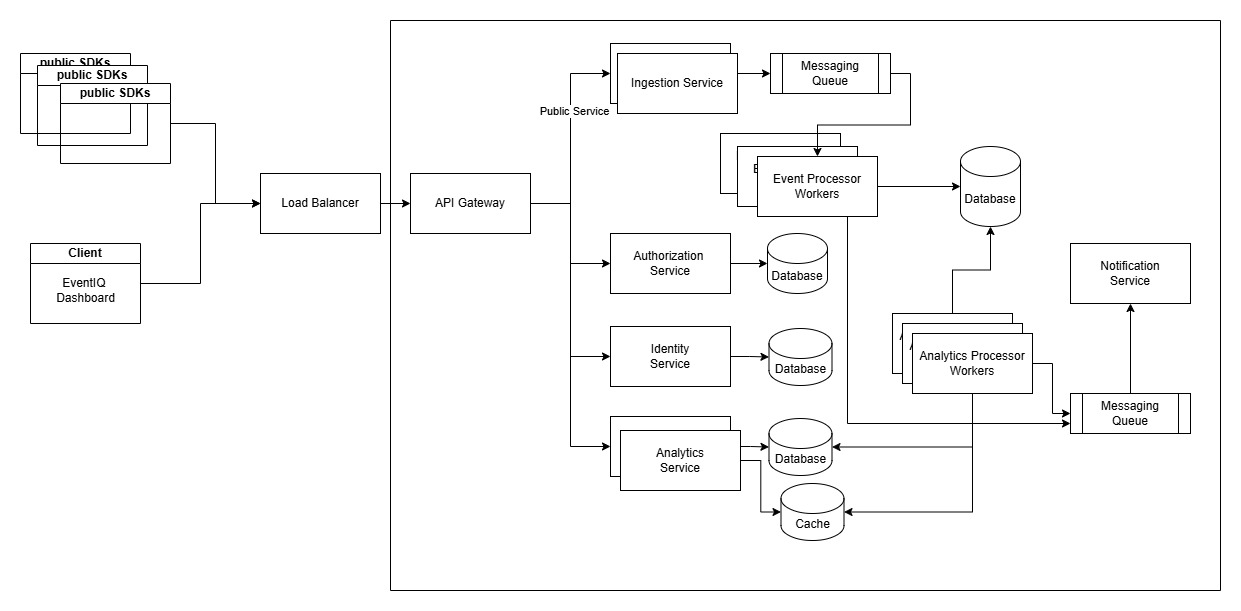 public SDKs
public SDKs
public SDKs
Client
EventIQ
Dashboard
Load Balancer
API Gateway
Public Service
Ingestion Service
Messaging
Queue
Event Processor
Workers
Database
Authorization
Service
Database
Identity
Service
Database
Analytics
Service
Database
Cache
Analytics Processor
Workers
Notification
Service
Messaging
Queue